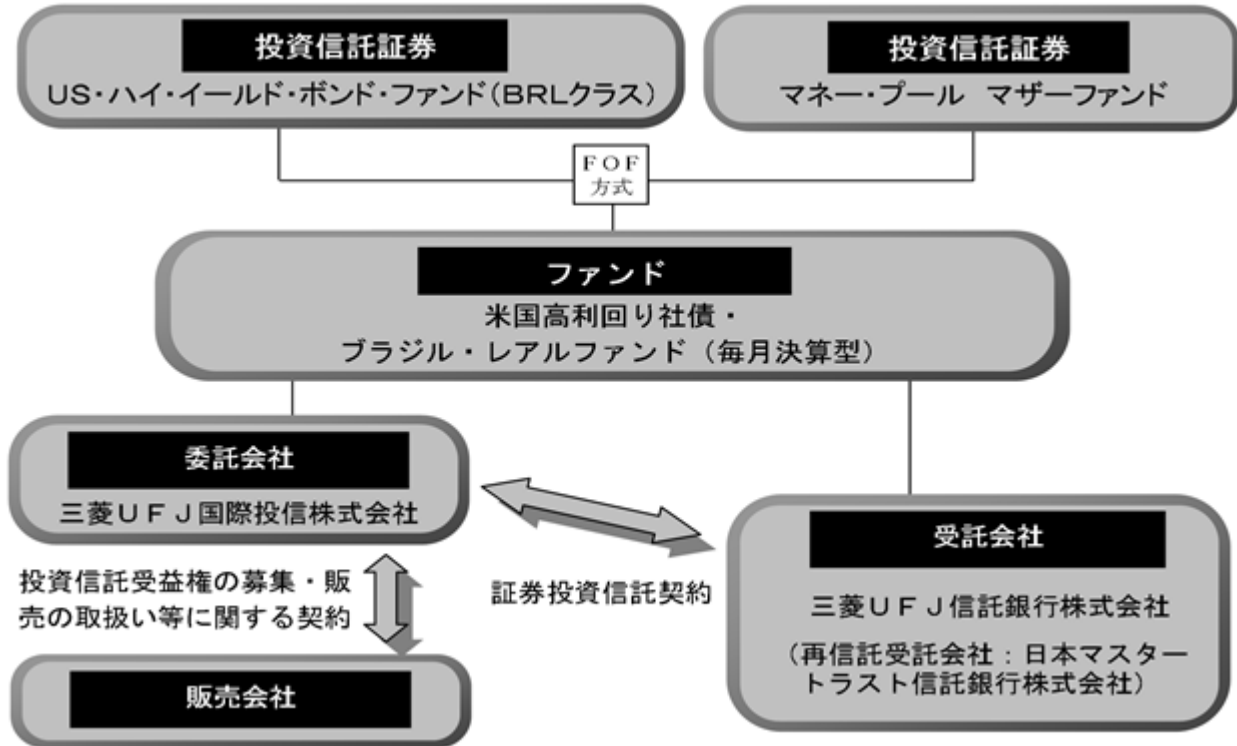 投資信託証券
US・ハイ・イールド・ボンド・ファンド（BRLクラス）
投資信託証券
マネー・プール マザーファンド
ＦＯＦ
方式
ファンド
米国高利回り社債・
ブラジル・レアルファンド（毎月決算型）
委託会社
三菱ＵＦＪ国際投信株式会社
投資信託受益権の募集・販
売の取扱い等に関する契約
証券投資信託契約
受託会社
三菱ＵＦＪ信託銀行株式会社
（再信託受託会社：日本マスター
トラスト信託銀行株式会社）
販売会社